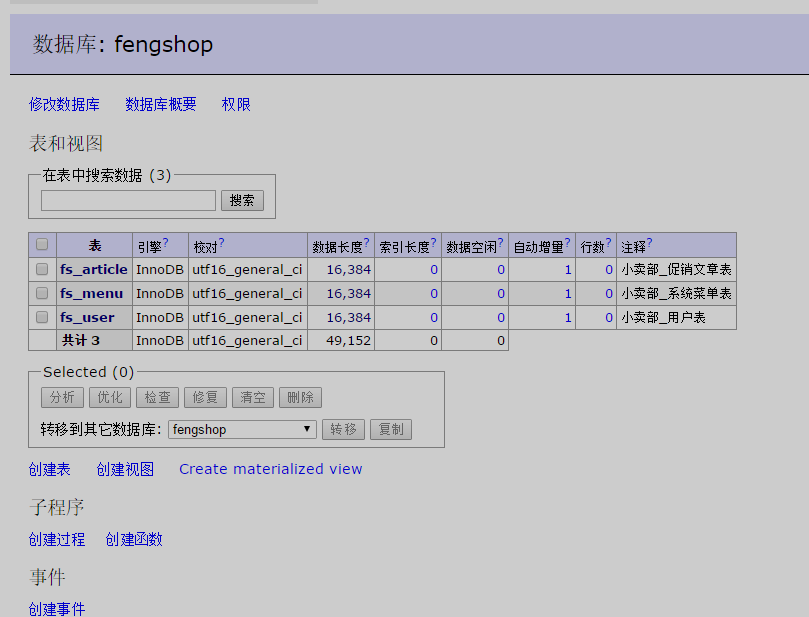 数据库: fengshop
修改数据库 数据库概要 权限
表和视图
在表中搜索数据 (3)
搜索
表 引擎? 校对? 数据长度? 索引长度? 数据空闲? 自动增量? 行数? 注释?
fs_article InnoDB utf16_general_ci 16,384 0 0 1 0 小卖部_促销文章表
fs_menu InnoDB utf16_general_ci 16,384 0 0 1 0 小卖部_系统菜单表
fs_user InnoDB utf16_general_ci 16,384 0 0 1 0 小卖部_用户表
共计 3 InnoDB utf16_general_ci 49,152 0 0
Selected (0)
分析 优化 检查 修复 清空 删除
转移到其它数据库: fengshop 转移 复制
创建表 创建视图 Create materialized view
子程序
创建过程 创建函数
事件
创建事件